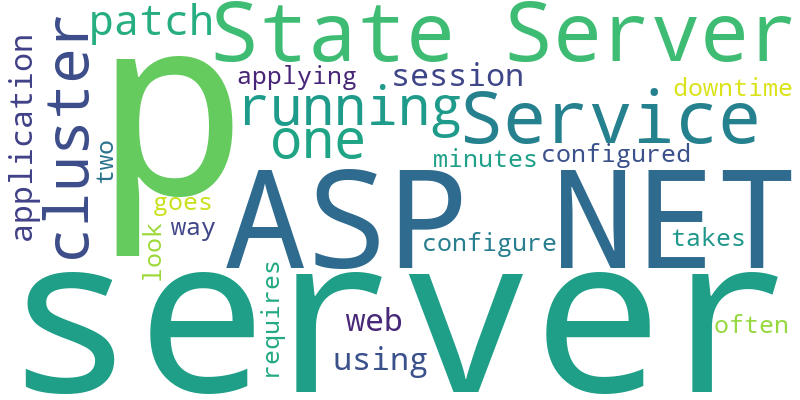 patch
State Server
application
cluster
p
applying
session
downtime
running
Service
one
two
minutes
configured
ASP NET
goes
way
look
configure
takes
server
requires
web
often
using